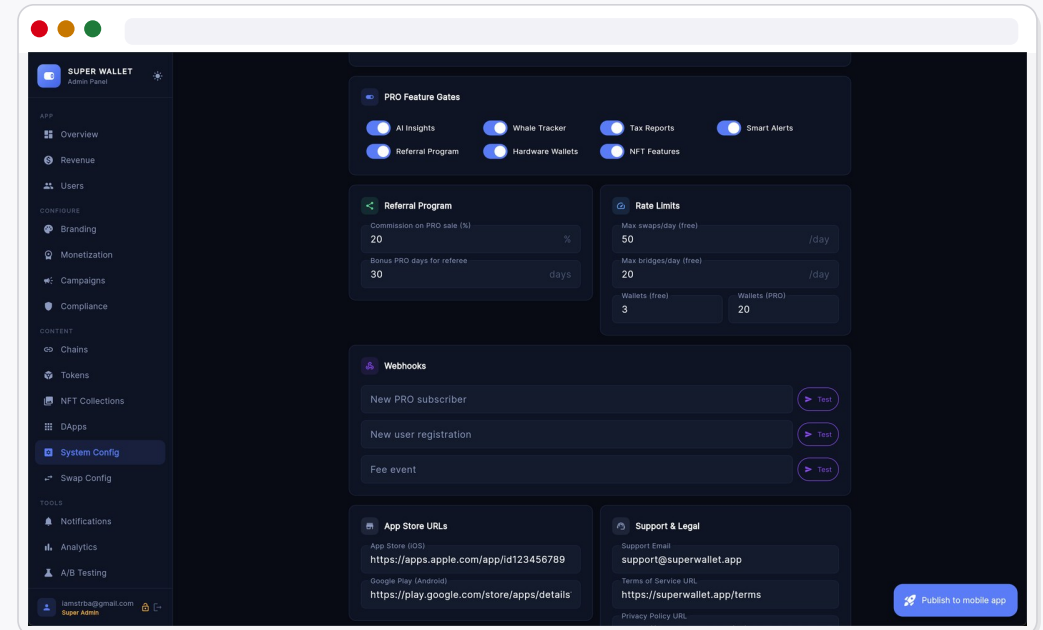 SUPER WALLET
Admin Panel
APP
Overview
Revenue
Users
CONFIGURE
Branding
Monetization
Campaigns
Compliance
CONTENT
Chains
Tokens
NFT Collections
DApps
System Config
Swap Config
TOOLS
Notifications
Analytics
A/B Testing
iamstrba@gmail.com
Super Admin
PRO Feature Gates
AI Insights
Whale Tracker
Tax Reports
Smart Alerts
Referral Program
Hardware Wallets
NFT Features
Referral Program
Commission on PRO sale (%)
20 %
Bonus PRO days for referee
30 days
Rate Limits
Max swaps/day (free)
50 /day
Max bridges/day (free)
20 /day
Wallets (free)
3
Wallets (PRO)
20
Webhooks
New PRO subscriber
Test
New user registration
Test
Fee event
Test
App Store URLs
App Store (iOS)
https://apps.apple.com/app/id123456789
Google Play (Android)
https://play.google.com/store/apps/details
Support & Legal
Support Email
support@superwallet.app
Terms of Service URL
https://superwallet.app/terms
Privacy Policy URL
Publish to mobile app